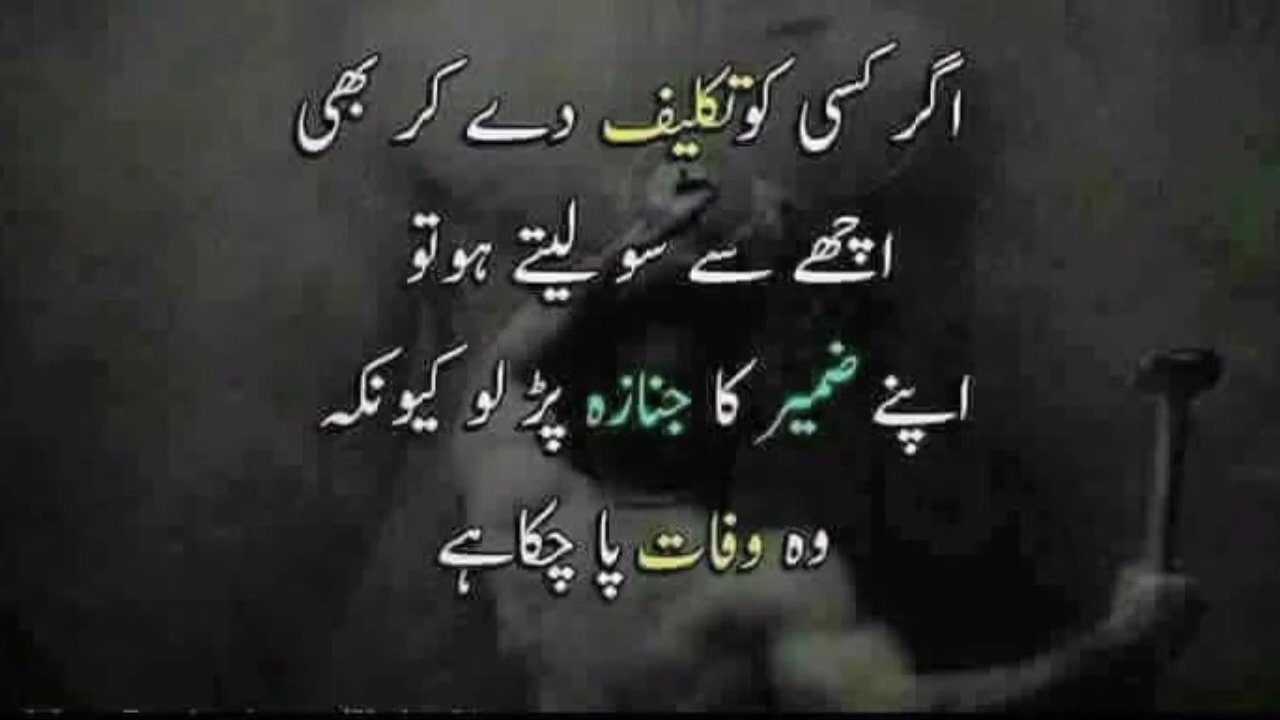 اگر کسی کو تکلیف دے کر بھی
اچھے سے سو لیتے ہو تو
اپنے ضمیر کا جنازہ پڑ لو کیونکہ
وہ وفات پا چکا ہے